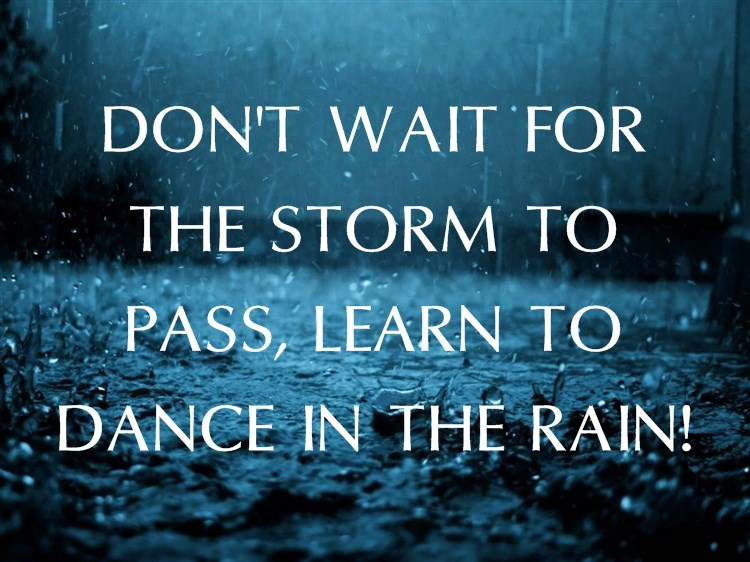 DON'T WAIT FOR
THE STORM TO
PASS, LEARN TO
DANCE IN THE RAIN!